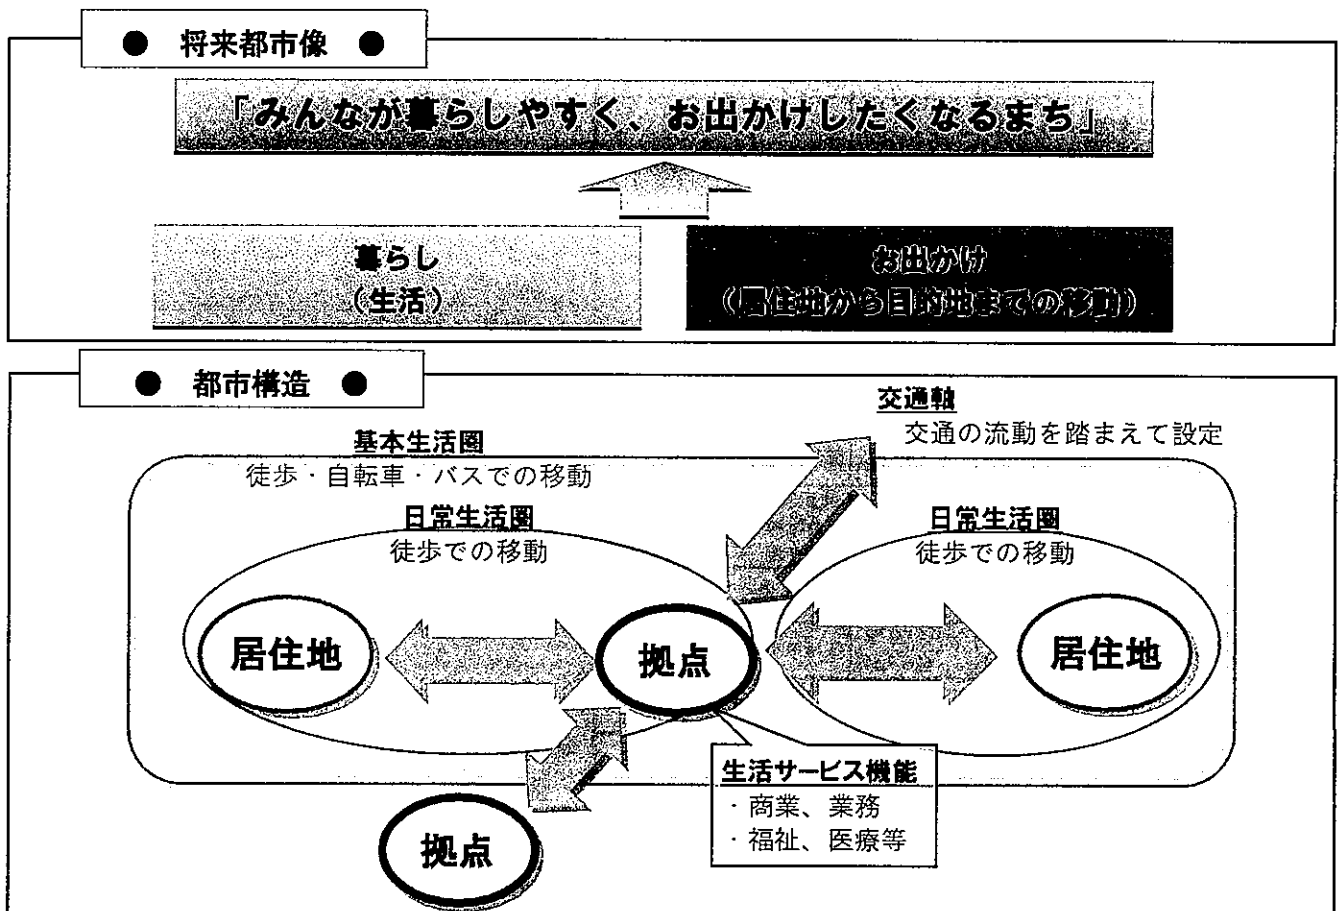 ● 将来都市像 ●
「みんなが暮らしやすく、お出かけしたくなるまち」
暮らし
(生活)
お出かけ
(居住地から目的地までの移動)
● 都市構造 ●
交通軸
交通の流動を踏まえて設定
基本生活圏
徒歩・自転車・バスでの移動
日常生活圏
徒歩での移動
日常生活圏
徒歩での移動
居住地
拠点
居住地
生活サービス機能
・商業、業務
・福祉、医療等
拠点